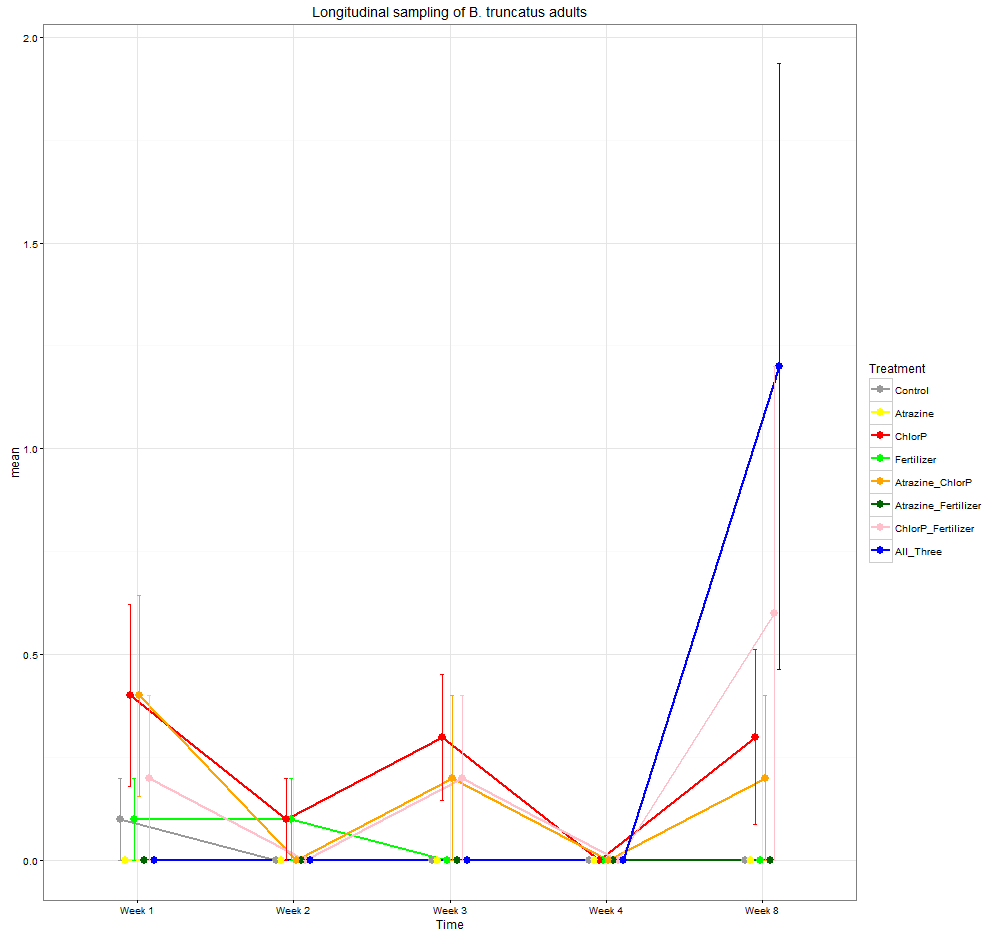 Longitudinal sampling of B. truncatus adults
2.0
1.5
1.0
0.5
0.0
mean
Week 1 Week 2 Week 3 Week 4 Week 8
Time
Treatment
Control
Atrazine
ChlorP
Fertilizer
Atrazine_ChlorP
Atrazine_Fertilizer
ChlorP_Fertilizer
All_Three